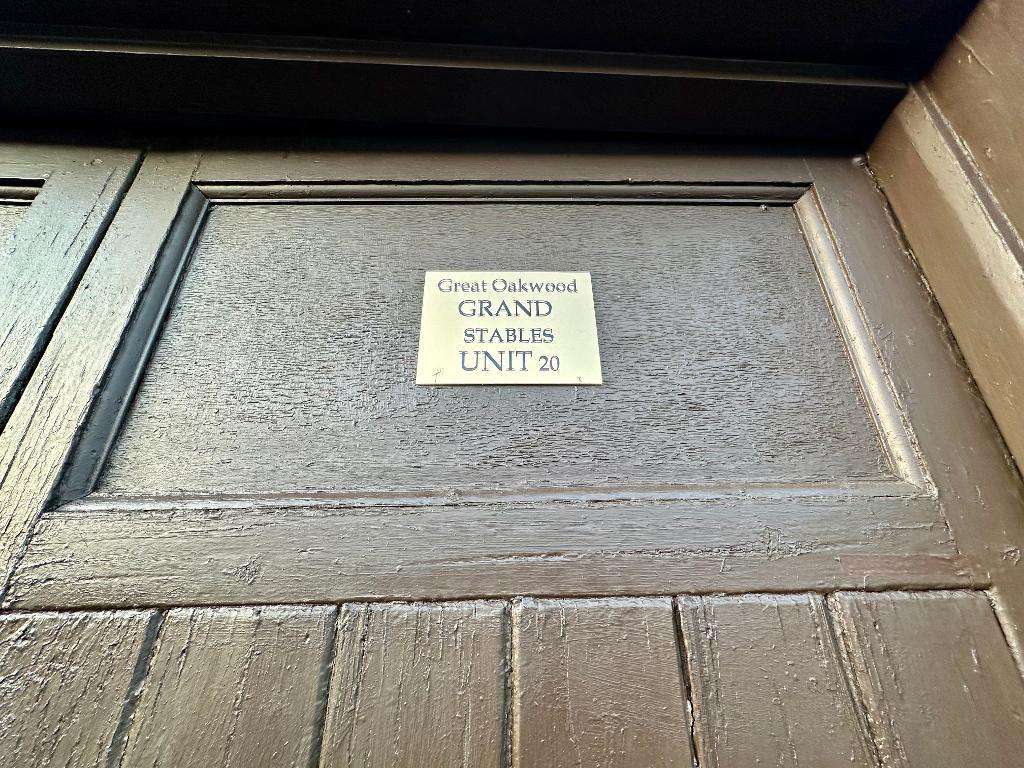 Great Oakwood
GRAND
STABLES
UNIT 20